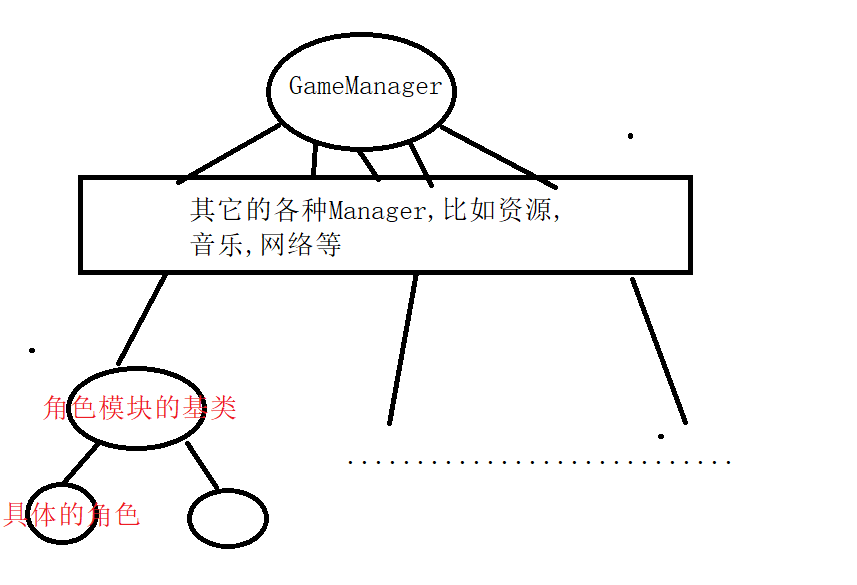 GameManager
其它的各种Manager,比如资源,
音乐,网络等
角色模块的基类
............................
具体的角色